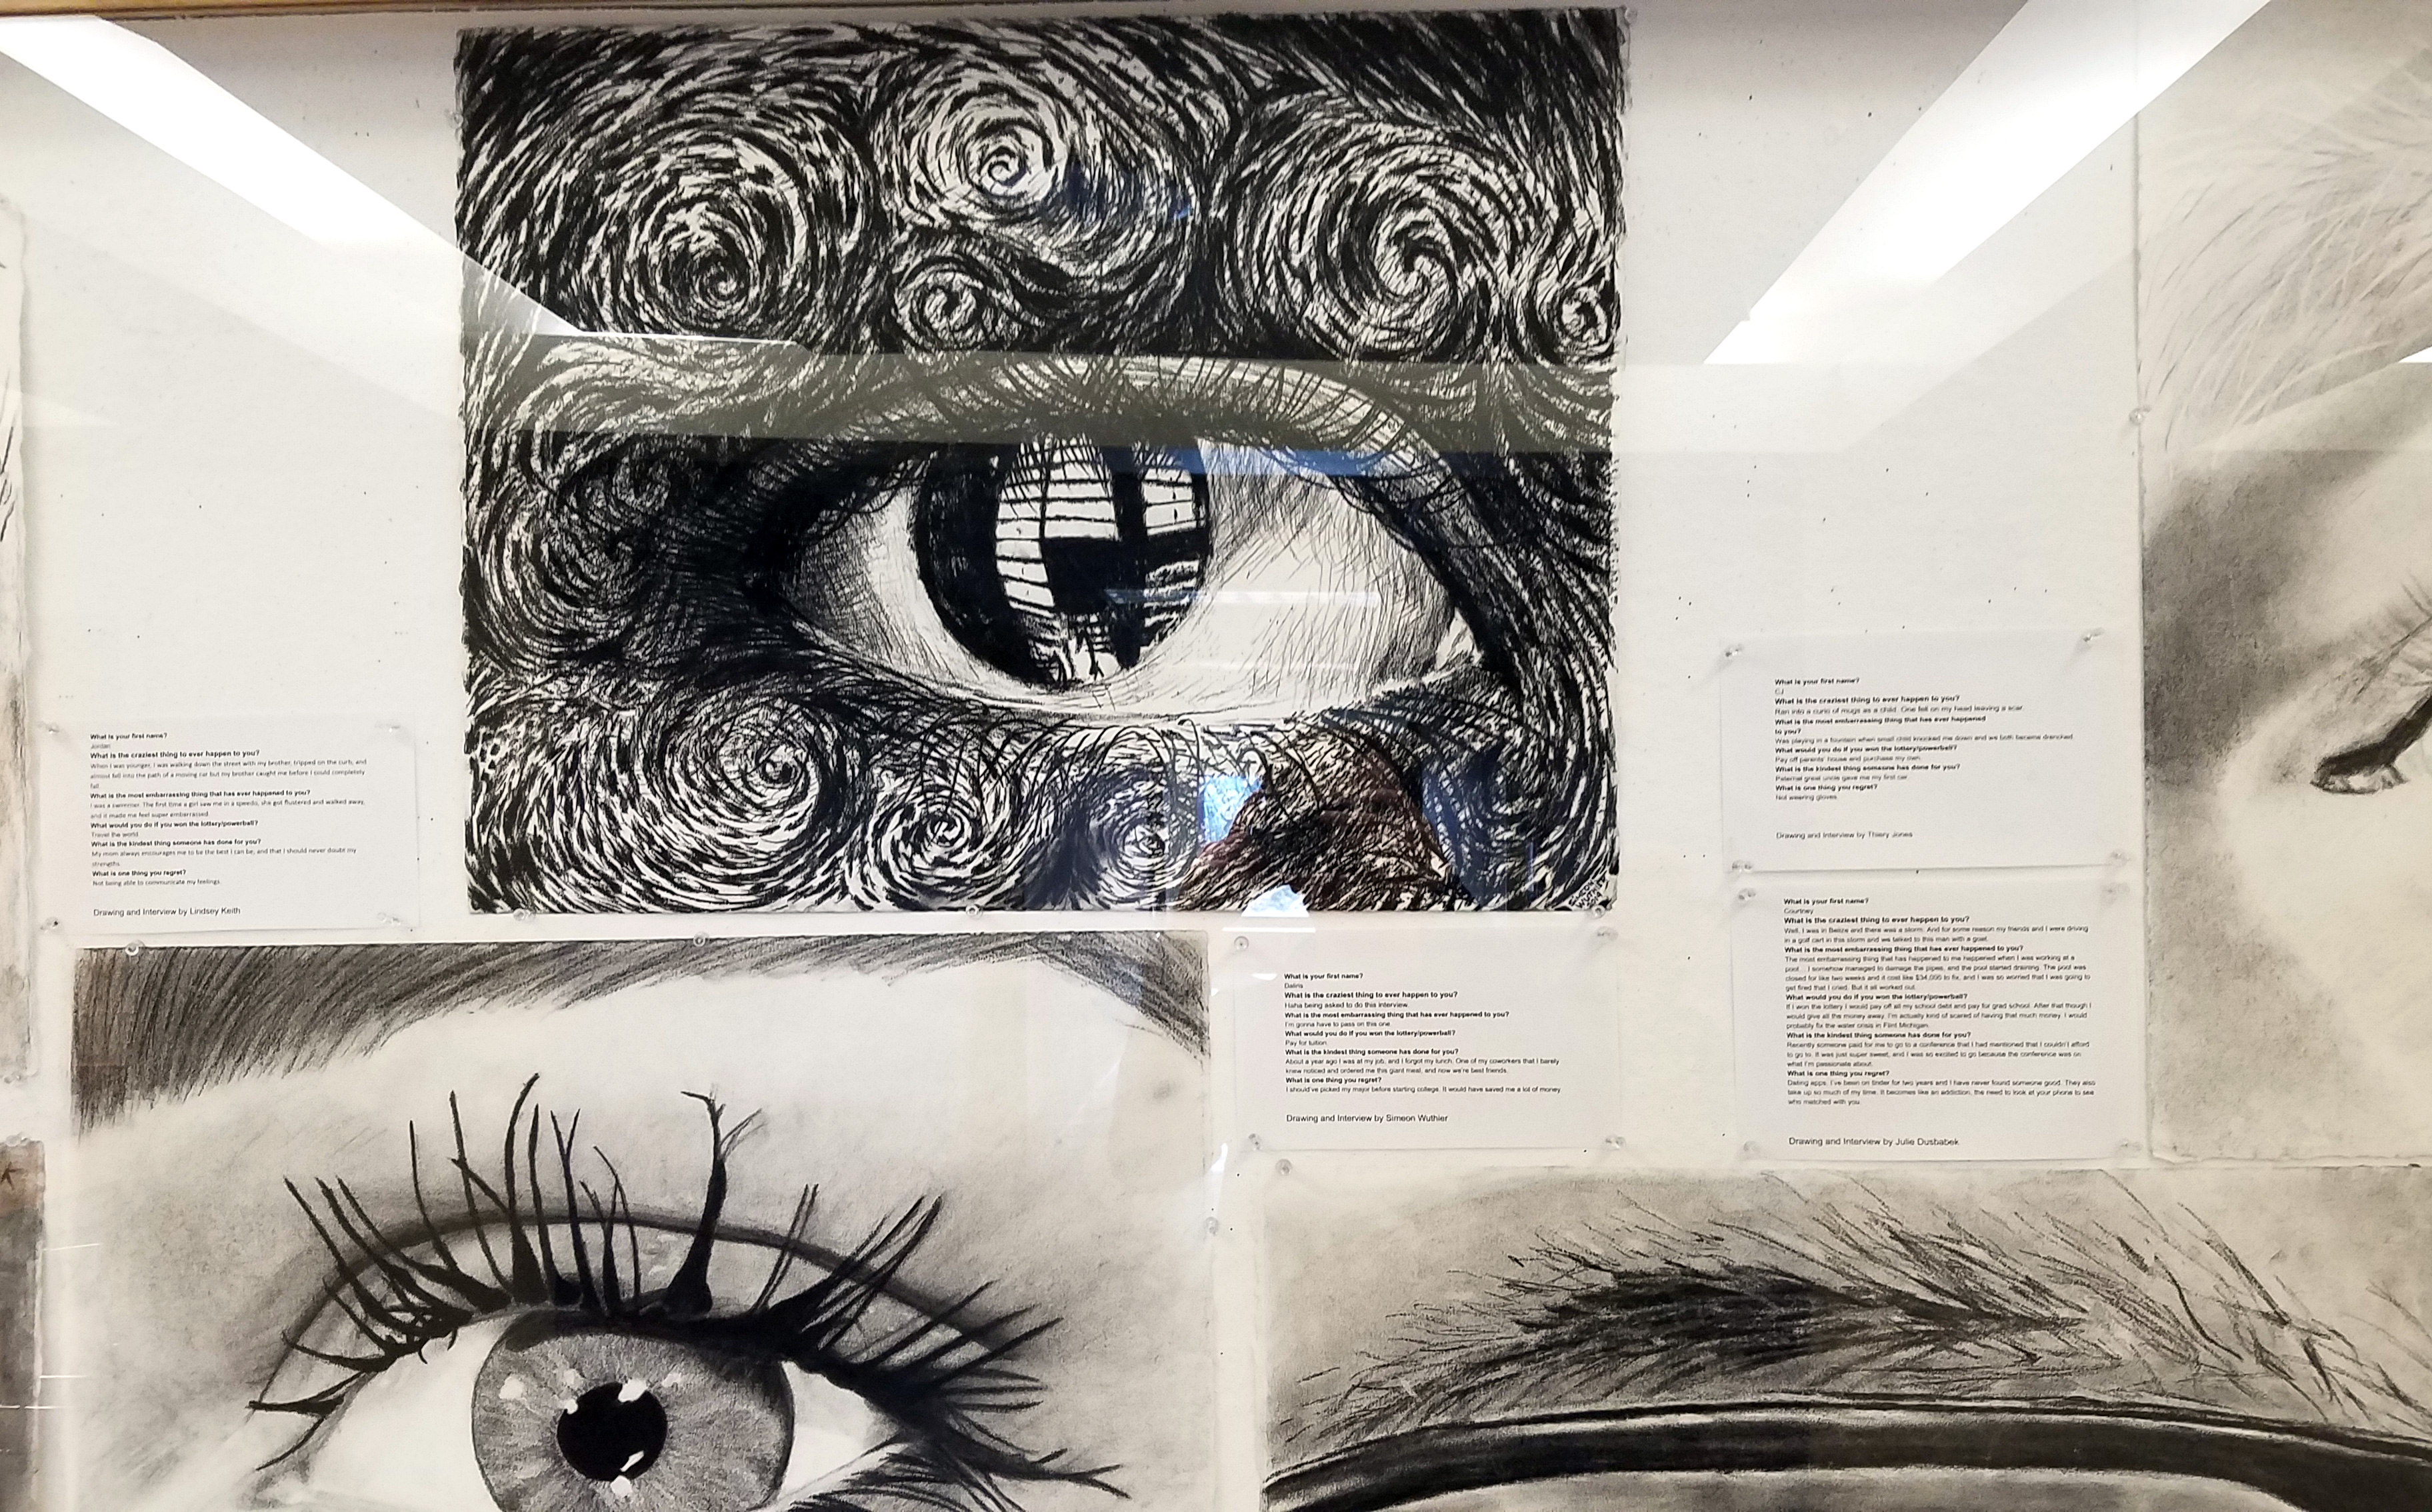 What is your first name?
Jordan
What is the craziest thing to ever happen to you?
When I was younger, I was walking down the street with my brother, tripped on the curb, and
almost fell into the path of a moving car but my brother caught me before I could completely
fall.
What is the most embarrassing thing that has ever happened to you?
I was a swimmer. The first time a girl saw me in a speedo, she got flustered and walked away,
and it made me feel super embarrassed.
What would you do if you won the lottery/powerball?
Travel the world.
What is the kindest thing someone has done for you?
My mom always encourages me to be the best I can be, and that I should never doubt my
strengths.
What is one thing you regret?
Not being able to communicate my feelings.
Drawing and Interview by Lindsey Keith
What is your first name?
What is the craziest thing to ever happen to you?
Haha being asked to do this interview.
What is the most embarrassing thing that has ever happened to you?
I'm gonna have to pass on this one.
What would you do if you won the lottery/powerball?
Pay for tuition.
What is the kindest thing someone has done for you?
About a year ago I was at my job, and I forgot my lunch. One of my coworkers that I barely
knew noticed and ordered me this giant meal, and now we're best friends.
What is one thing you regret?
I should've picked my major before starting college. It would have saved me a lot of money.
Drawing and Interview by Simeon Wuthier
What is your first name?
CJ
What is the craziest thing to ever happen to you?
Ran into a curio of mugs as a child. One fell on my head leaving a scar.
What is the most embarrassing thing that has ever happened
to you?
Was playing in a fountain when small child knocked me down and we both became drenched.
What would you do if you won the lottery/powerball?
Pay off parents' house and purchase my own.
What is the kindest thing someone has done for you?
Paternal great uncle gave me my first car.
What is one thing you regret?
Not wearing gloves.
Drawing and Interview by Thiery Jones
What is your first name?
Courtney
What is the craziest thing to ever happen to you?
Well, I was in Belize and there was a storm. And for some reason my friends and I were driving
in a golf cart in this storm and we talked to this man with a goat.
What is the most embarrassing thing that has ever happened to you?
The most embarrassing thing that has happened to me happened when I was working at a
pool... I somehow managed to damage the pipes, and the pool started draining. The pool was
closed for like two weeks and it cost like to fix, and I was so worried that I was going to
get fired that I cried. But it all worked out.
What would you do if you won the lottery/powerball?
If I won the lottery I would pay off all my school debt and pay for grad school. After that though I
would give all the money away. I'm actually kind of scared of having that much money. I would
probably fix the water crisis in Flint Michigan.
What is the kindest thing someone has done for you?
Recently someone paid for me to go to a conference that I had mentioned that I couldn't afford
to go to. It was just super sweet, and I was so excited to go because the conference was on
what I'm passionate about.
What is one thing you regret?
Dating apps. I've been on tinder for two years and I have never found someone good. They also
take up so much of my time. It becomes like an addiction, the need to look at your phone to see
who matched with you.
Drawing and Interview by Julie Dusbabek